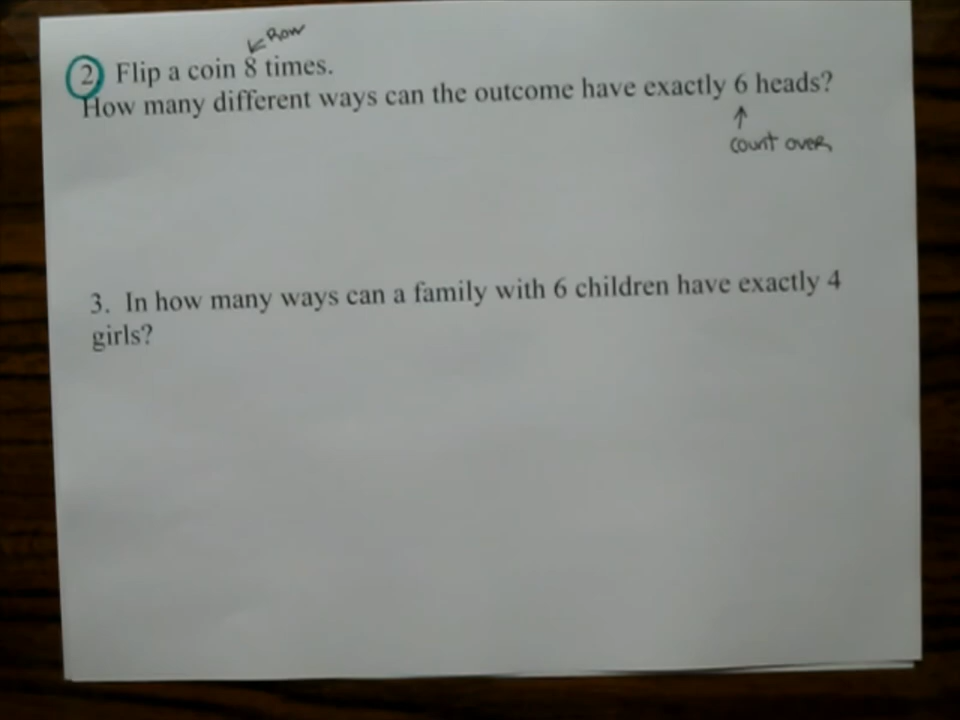 ↙ Row
2 Flip a coin 8 times.
How many different ways can the outcome have exactly 6 heads?
↑
count over
3. In how many ways can a family with 6 children have exactly 4
girls?